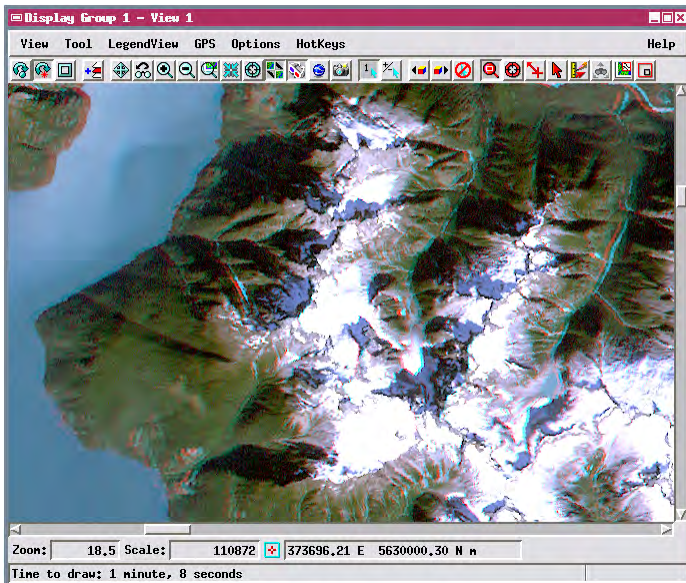 Display Group 1 - View 1
View Tool LegendView GPS Options HotKeys Help
1
Zoom: 18.5 Scale: 110872 373696.21 E 5630000.30 N m
Time to draw: 1 minute, 8 seconds